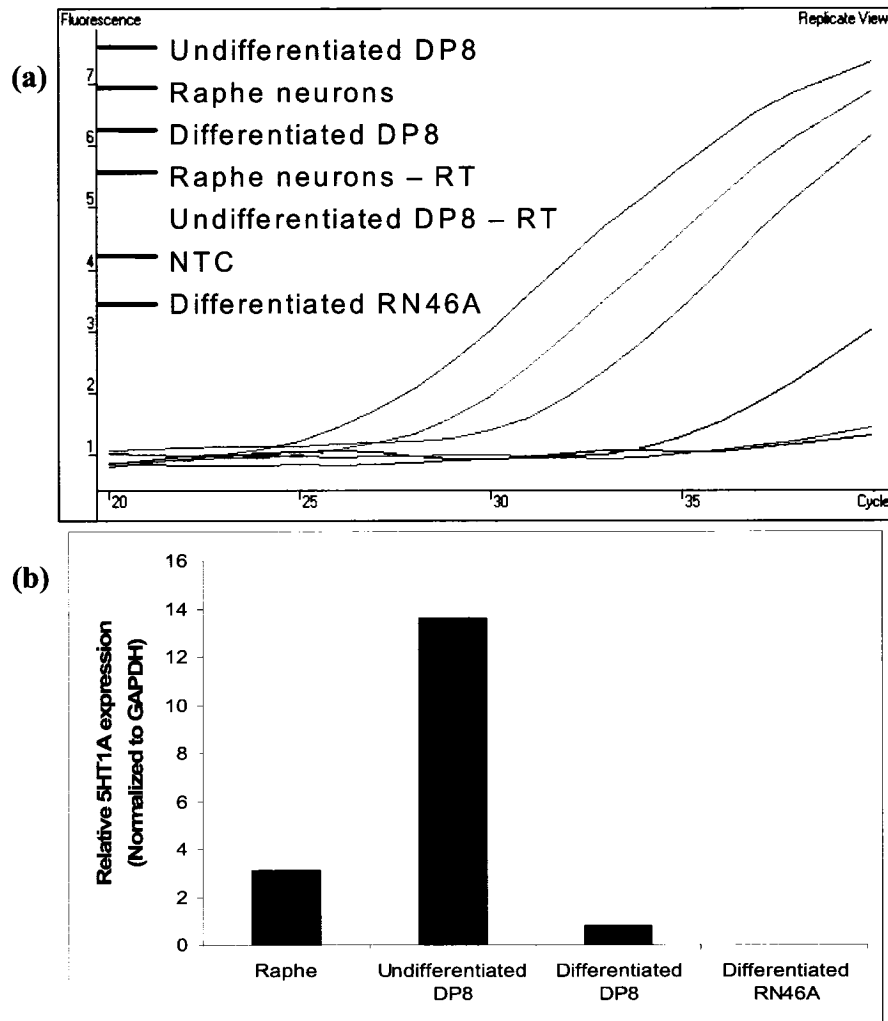 Fluorescence
Replicate View
(a)
Undifferentiated DP8
Raphe neurons
Differentiated DP8
Raphe neurons – RT
Undifferentiated DP8 – RT
NTC
Differentiated RN46A
7
6
5
4
3
2
1
20
25
30
35
Cycle
(b)
Relative 5HT1A expression
(Normalized to GAPDH)
16
14
12
10
8
6
4
2
0
Raphe
Undifferentiated
DP8
Differentiated
DP8
Differentiated
RN46A